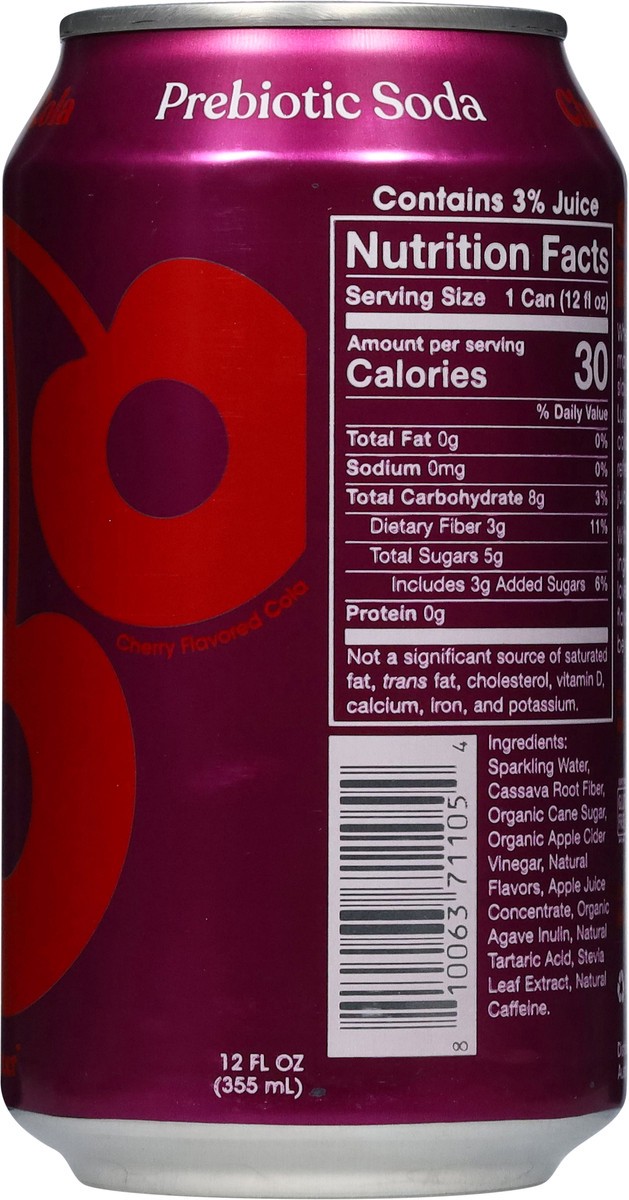 Prebiotic Soda
Contains 3% Juice
Nutrition Facts
Serving Size 1 Can (12 fl oz)
Amount per serving
Calories 30
% Daily Value
Total Fat 0g 0%
Sodium 0mg 0%
Total Carbohydrate 8g 3%
Dietary Fiber 3g 11%
Total Sugars 5g
Includes 3g Added Sugars 6%
Protein 0g
Not a significant source of saturated
fat, trans fat, cholesterol, vitamin D,
calcium, iron, and potassium.
Cherry Flavored Cola
Ingredients:
Sparkling Water,
Cassava Root Fiber,
Organic Cane Sugar,
Organic Apple Cider
Vinegar, Natural
Flavors, Apple Juice
Concentrate, Organic
Agave Inulin, Natural
Tartaric Acid, Stevia
Leaf Extract, Natural
Caffeine.
8 10063 71105 4
12 FL OZ
(355 mL)